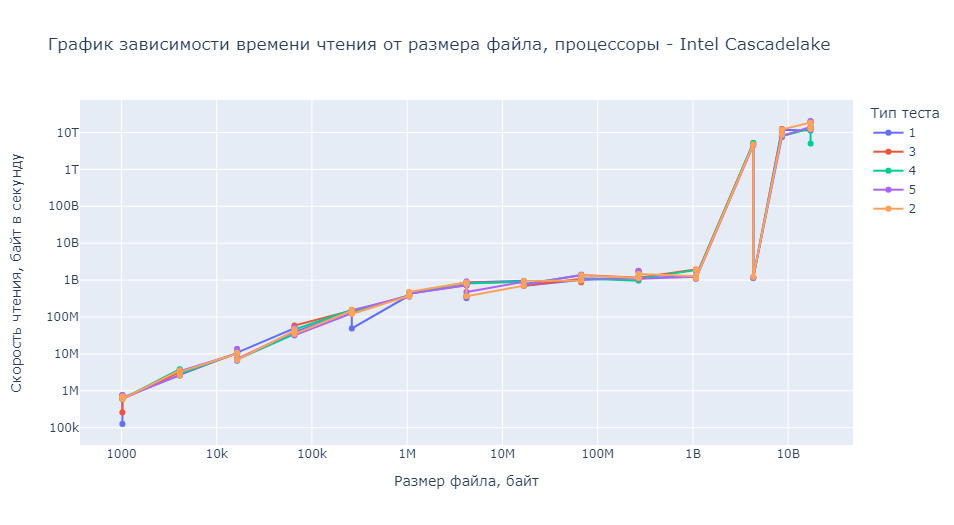 График зависимости времени чтения от размера файла, процессоры - Intel Cascadelake
Тип теста
1
3
4
5
2
Скорость чтения, байт в секунду
10T
1T
100B
10B
1B
100M
10M
1M
100k
1000
10k
100k
1M
10M
100M
1B
10B
Размер файла, байт